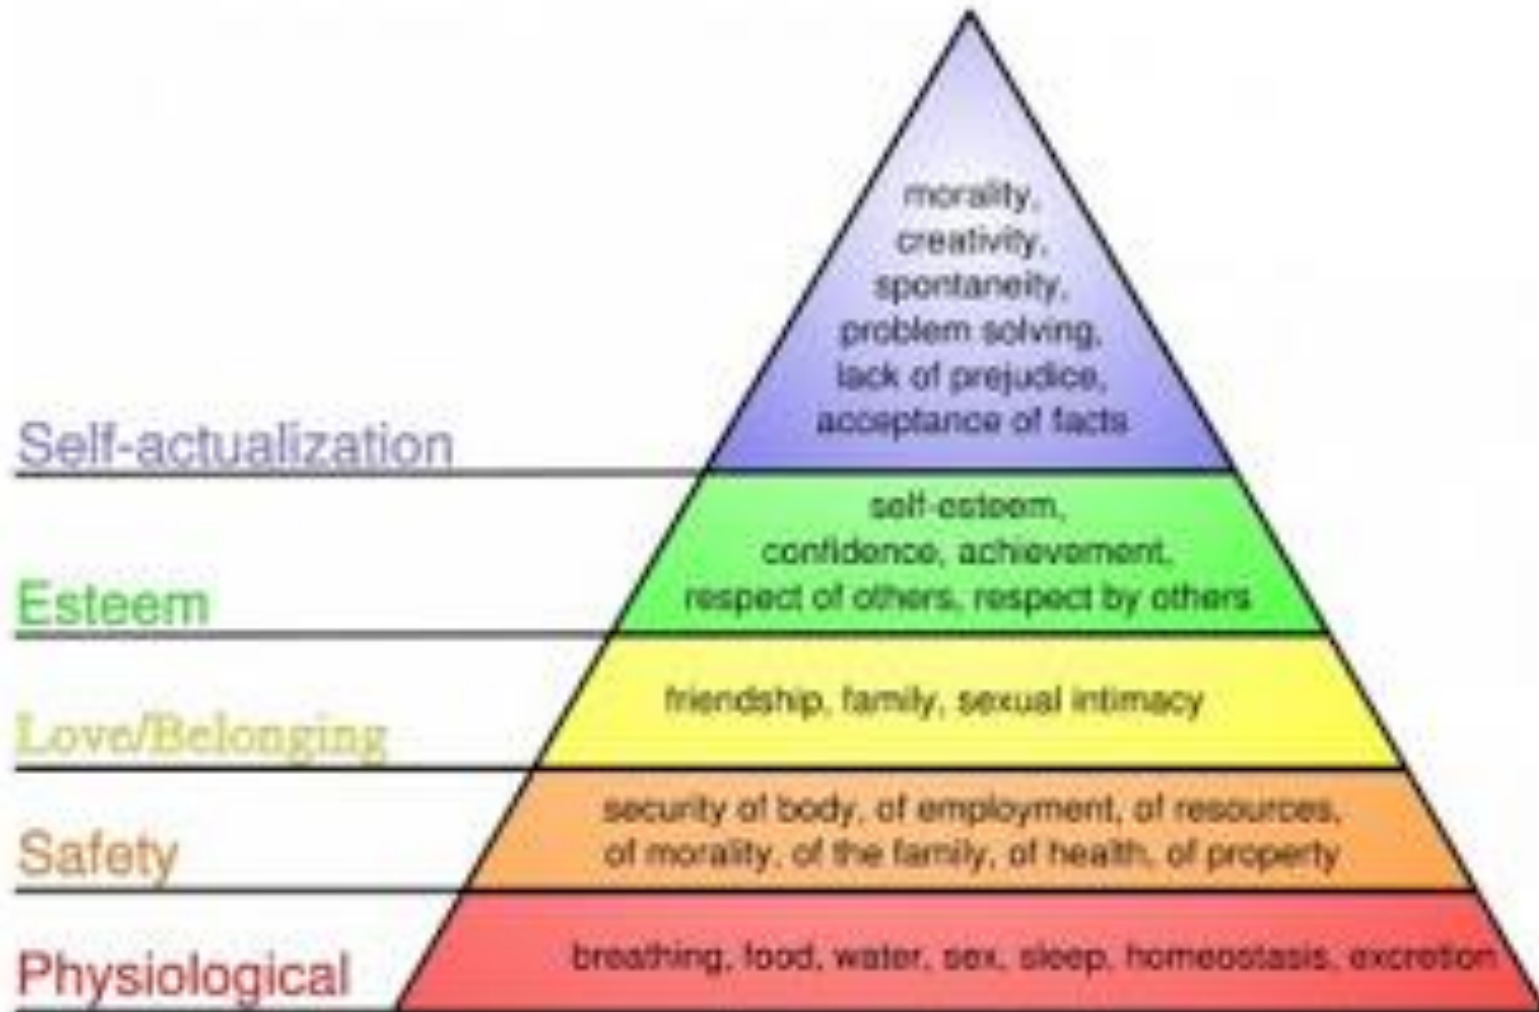 morality,
creativity,
spontaneity,
problem solving,
lack of prejudice,
acceptance of facts
Self-actualization
self-esteem,
confidence, achievement,
respect of others, respect by others
Esteem
friendship, family, sexual intimacy
Love/Belonging
security of body, of employment, of resources,
of morality, of the family, of health, of property
Safety
breathing, food, water, sex, sleep, homeostasis, excretion
Physiological